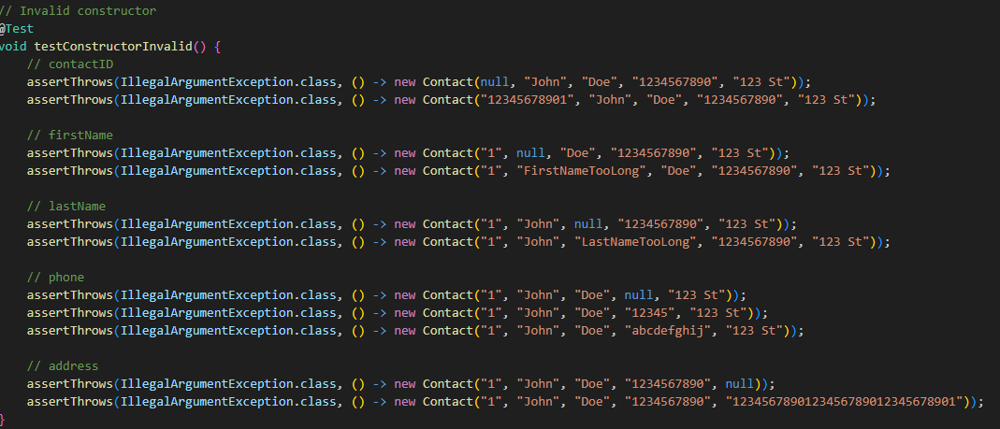 // Invalid constructor
@Test
void testConstructorInvalid() {
// contactID
assertThrows(IllegalArgumentException.class, () -> new Contact(null, "John", "Doe", "1234567890", "123 St"));
assertThrows(IllegalArgumentException.class, () -> new Contact("12345678901", "John", "Doe", "1234567890", "123 St"));
// firstName
assertThrows(IllegalArgumentException.class, () -> new Contact("1", null, "Doe", "1234567890", "123 St"));
assertThrows(IllegalArgumentException.class, () -> new Contact("1", "FirstNameTooLong", "Doe", "1234567890", "123 St"));
// lastName
assertThrows(IllegalArgumentException.class, () -> new Contact("1", "John", null, "1234567890", "123 St"));
assertThrows(IllegalArgumentException.class, () -> new Contact("1", "John", "LastNameTooLong", "1234567890", "123 St"));
// phone
assertThrows(IllegalArgumentException.class, () -> new Contact("1", "John", "Doe", null, "123 St"));
assertThrows(IllegalArgumentException.class, () -> new Contact("1", "John", "Doe", "12345", "123 St"));
assertThrows(IllegalArgumentException.class, () -> new Contact("1", "John", "Doe", "abcdefghij", "123 St"));
// address
assertThrows(IllegalArgumentException.class, () -> new Contact("1", "John", "Doe", "1234567890", null));
assertThrows(IllegalArgumentException.class, () -> new Contact("1", "John", "Doe", "1234567890", "1234567890123456789012345678901"));
}